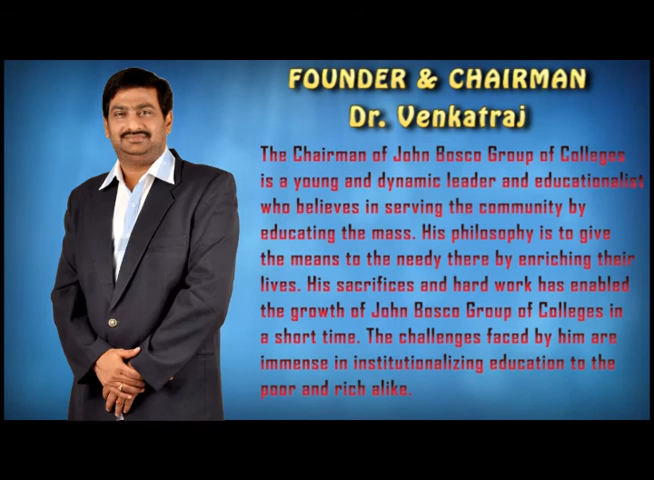 FOUNDER & CHAIRMAN
Dr. Venkatraj
The Chairman of John Bosco Group of Colleges
is a young and dynamic leader and educationalist
who believes in serving the community by
educating the mass. His philosophy is to give
the means to the needy there by enriching their
lives. His sacrifices and hard work has enabled
the growth of John Bosco Group of Colleges in
a short time. The challenges faced by him are
immense in institutionalizing education to the
poor and rich alike.